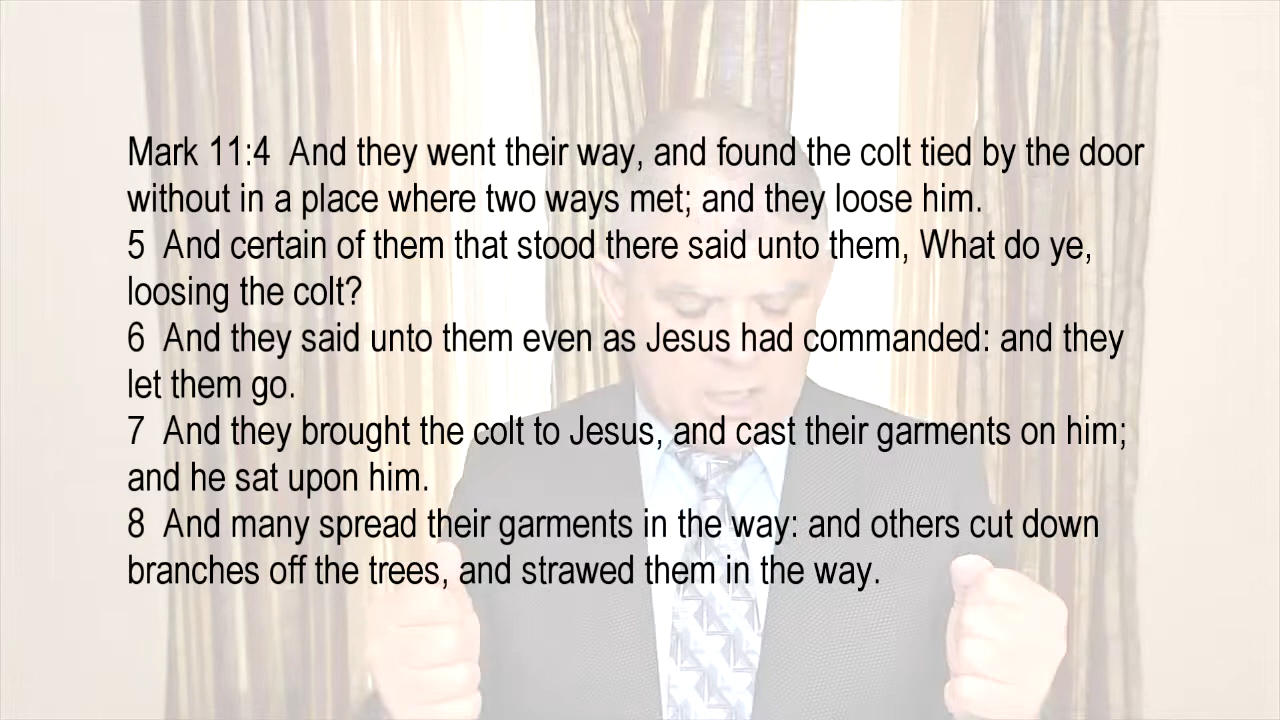 Mark 11:4  And they went their way, and found the colt tied by the door
without in a place where two ways met; and they loose him.
5  And certain of them that stood there said unto them, What do ye,
loosing the colt?
6  And they said unto them even as Jesus had commanded: and they
let them go.
7  And they brought the colt to Jesus, and cast their garments on him;
and he sat upon him.
8  And many spread their garments in the way: and others cut down
branches off the trees, and strawed them in the way.